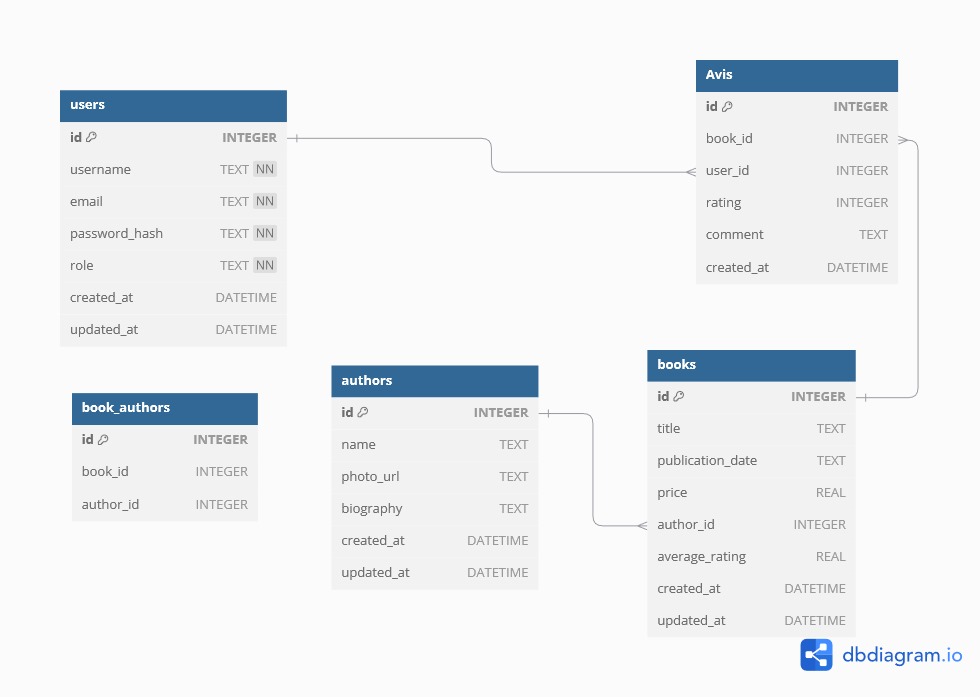 users
id INTEGER
username TEXT NN
email TEXT NN
password_hash TEXT NN
role TEXT NN
created_at DATETIME
updated_at DATETIME
Avis
id INTEGER
book_id INTEGER
user_id INTEGER
rating INTEGER
comment TEXT
created_at DATETIME
book_authors
id INTEGER
book_id INTEGER
author_id INTEGER
authors
id INTEGER
name TEXT
photo_url TEXT
biography TEXT
created_at DATETIME
updated_at DATETIME
books
id INTEGER
title TEXT
publication_date TEXT
price REAL
author_id INTEGER
average_rating REAL
created_at DATETIME
updated_at DATETIME
dbdiagram.io